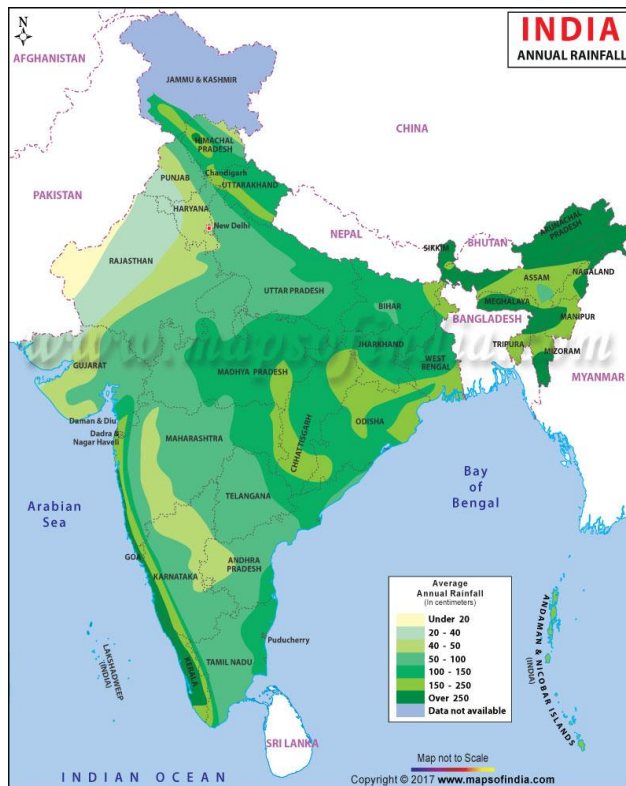 INDIA
ANNUAL RAINFALL
N
AFGHANISTAN
JAMMU & KASHMIR
CHINA
HIMACHAL
PRADESH
PUNJAB
Chandigarh
UTTARAKHAND
PAKISTAN
HARYANA
New Delhi
NEPAL
SIKKIM
BHUTAN
ARUNACHAL
PRADESH
RAJASTHAN
UTTAR PRADESH
ASSAM
NAGALAND
BIHAR
MEGHALAYA
MANIPUR
BANGLADESH
JHARKHAND
TRIPURA
MIZORAM
www.mapsofindia.com
GUJARAT
MADHYA PRADESH
WEST
BENGAL
MYANMAR
Daman & Diu
Dadra &
Nagar Haveli
MAHARASHTRA
CHHATTISGARH
ODISHA
Arabian
Sea
TELANGANA
Bay
of
Bengal
GOA
KARNATAKA
ANDHRA
PRADESH
Average
Annual Rainfall
(In centimeters)
Under 20
20 - 40
40 - 50
50 - 100
100 - 150
150 - 250
Over 250
Data not available
Puducherry
LAKSHADWEEP
(INDIA)
KERALA
TAMIL NADU
ANDAMAN & NICOBAR ISLANDS
(INDIA)
SRI LANKA
Map not to Scale
INDIAN OCEAN
Copyright © 2017 www.mapsofindia.com